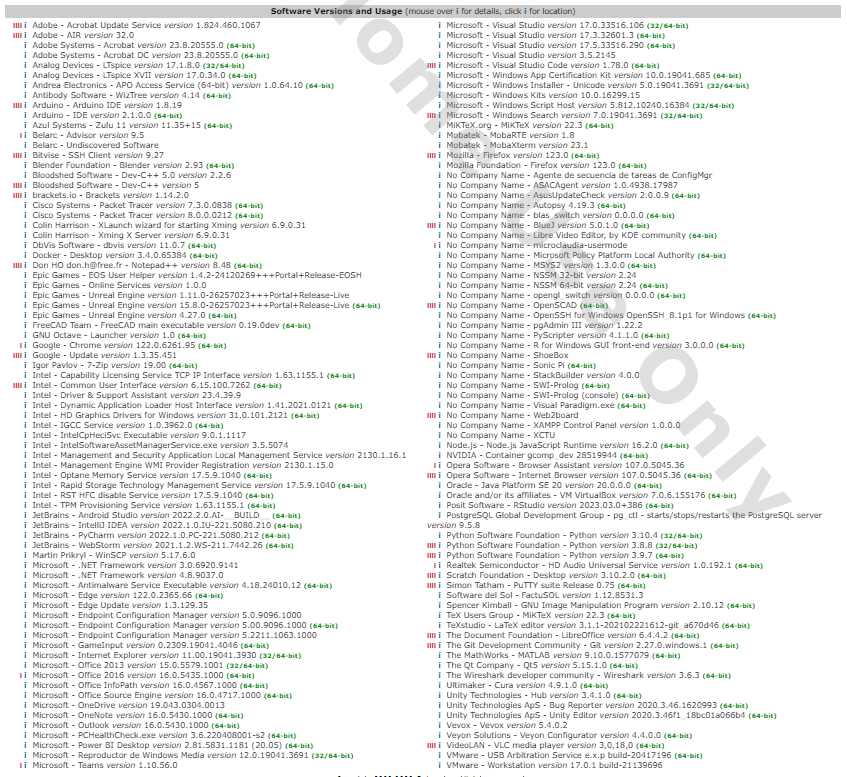 Software Versions and Usage (mouse over i for details, click i for location)
i Adobe - Acrobat Update Service version 1.824.460.1067
i Adobe - AIR version 32.0
i Adobe Systems - Acrobat version 23.8.20555.0 (64-bit)
i Adobe Systems - Acrobat DC version 23.8.20555.0 (64-bit)
i Analog Devices - LTspice version 17.1.8.0 (32/64-bit)
i Analog Devices - LTspice XVII version 17.0.34.0 (64-bit)
i Andrea Electronics - APO Access Service (64-bit) version 1.0.64.10 (64-bit)
i Antibody Software - WizTree version 4.14 (64-bit)
i Arduino - Arduino IDE version 1.8.19
i Arduino - IDE version 2.1.0.0 (64-bit)
i Azul Systems - Zulu 11 version 11.35+15 (64-bit)
i Belarc - Advisor version 9.5
i Belarc - Undiscovered Software
i Bitvise - SSH Client version 9.27
i Blender Foundation - Blender version 2.93 (64-bit)
i Bloodshed Software - Dev-C++ 5.0 version 2.2.6
i Bloodshed Software - Dev-C++ version 5
i brackets.io - Brackets version 1.14.2.0
i Cisco Systems - Packet Tracer version 7.3.0.0838 (64-bit)
i Cisco Systems - Packet Tracer version 8.0.0.0212 (64-bit)
i Colin Harrison - XLaunch wizard for starting Xming version 6.9.0.31
i Colin Harrison - Xming X Server version 6.9.0.31
i DbVis Software - dbvis version 11.0.7 (64-bit)
i Docker - Desktop version 3.4.0.65384 (64-bit)
i Don HO don.h@free.fr - Notepad++ version 8.48 (64-bit)
i Epic Games - EOS User Helper version 1.4.2-24120269+++Portal+Release-EOSH
i Epic Games - Online Services version 1.0.0
i Epic Games - Unreal Engine version 1.11.0-26257023+++Portal+Release-Live
i Epic Games - Unreal Engine version 15.8.0-26257023+++Portal+Release-Live (64-bit)
i Epic Games - Unreal Engine version 4.27.0 (64-bit)
i FreeCAD Team - FreeCAD main executable version 0.19.0dev (64-bit)
i GNU Octave - Launcher version 1.0 (64-bit)
i Google - Chrome version 122.0.6261.95 (64-bit)
i Google - Update version 1.3.35.451
i Igor Pavlov - 7-Zip version 19.00 (64-bit)
i Intel - Capability Licensing Service TCP IP Interface version 1.63.1155.1 (64-bit)
i Intel - Common User Interface version 6.15.100.7262 (64-bit)
i Intel - Driver & Support Assistant version 23.4.39.9
i Intel - Dynamic Application Loader Host Interface version 1.41.2021.0121 (64-bit)
i Intel - HD Graphics Drivers for Windows version 31.0.101.2121 (64-bit)
i Intel - IGCC Service version 1.0.3962.0 (64-bit)
i Intel - IntelCpHeciSvc Executable version 9.0.1.1117
i Intel - IntelSoftwareAssetManagerService.exe version 3.5.5074
i Intel - Management and Security Application Local Management Service version 2130.1.16.1
i Intel - Management Engine WMI Provider Registration version 2130.1.15.0
i Intel - Optane Memory Service version 17.5.9.1040 (64-bit)
i Intel - Rapid Storage Technology Management Service version 17.5.9.1040 (64-bit)
i Intel - RST HFC disable Service version 17.5.9.1040 (64-bit)
i Intel - TPM Provisioning Service version 1.63.1155.1 (64-bit)
i JetBrains - Android Studio version 2022.2.0.AI-__BUILD__ (64-bit)
i JetBrains - IntelliJ IDEA version 2022.1.0.IU-221.5080.210 (64-bit)
i JetBrains - PyCharm version 2022.1.0.PC-221.5080.212 (64-bit)
i JetBrains - WebStorm version 2021.1.2.WS-211.7442.26 (64-bit)
i Martin Prikryl - WinSCP version 5.17.6.0
i Microsoft - .NET Framework version 3.0.6920.9141
i Microsoft - .NET Framework version 4.8.9037.0
i Microsoft - Antimalware Service Executable version 4.18.24010.12 (64-bit)
i Microsoft - Edge version 122.0.2365.66 (64-bit)
i Microsoft - Edge Update version 1.3.129.35
i Microsoft - Endpoint Configuration Manager version 5.0.9096.1000
i Microsoft - Endpoint Configuration Manager version 5.00.9096.1000 (64-bit)
i Microsoft - Endpoint Configuration Manager version 5.2211.1063.1000
i Microsoft - GameInput version 0.2309.19041.4046 (64-bit)
i Microsoft - Internet Explorer version 11.00.19041.3930 (32/64-bit)
i Microsoft - Office 2013 version 15.0.5579.1001 (32/64-bit)
i Microsoft - Office 2016 version 16.0.5435.1000 (64-bit)
i Microsoft - Office InfoPath version 16.0.4567.1000 (64-bit)
i Microsoft - Office Source Engine version 16.0.4717.1000 (64-bit)
i Microsoft - OneDrive version 19.043.0304.0013
i Microsoft - OneNote version 16.0.5430.1000 (64-bit)
i Microsoft - Outlook version 16.0.5430.1000 (64-bit)
i Microsoft - PCHealthCheck.exe version 3.6.220408001-s2 (64-bit)
i Microsoft - Power BI Desktop version 2.81.5831.1181 (20.05) (64-bit)
i Microsoft - Reproductor de Windows Media version 12.0.19041.3691 (32/64-bit)
i Microsoft - Teams version 1.10.56.0
i Microsoft - Visual Studio version 17.0.33516.106 (32/64-bit)
i Microsoft - Visual Studio version 17.3.32601.3 (64-bit)
i Microsoft - Visual Studio version 17.5.33516.290 (64-bit)
i Microsoft - Visual Studio version 3.5.2145
i Microsoft - Visual Studio Code version 1.78.0 (64-bit)
i Microsoft - Windows App Certification Kit version 10.0.19041.685 (64-bit)
i Microsoft - Windows Installer - Unicode version 5.0.19041.3691 (32/64-bit)
i Microsoft - Windows Kits version 10.0.16299.15
i Microsoft - Windows Script Host version 5.812.10240.16384 (32/64-bit)
i Microsoft - Windows Search version 7.0.19041.3691 (32/64-bit)
i MiKTeX.org - MiKTeX version 22.3 (64-bit)
i Mobatek - MobaRTE version 1.8
i Mobatek - MobaXterm version 23.1
i Mozilla - Firefox version 123.0 (64-bit)
i Mozilla Foundation - Firefox version 123.0 (64-bit)
i No Company Name - Agente de secuencia de tareas de ConfigMgr
i No Company Name - ASACAgent version 1.0.4938.17987
i No Company Name - AsusUpdateCheck version 2.0.0.9 (64-bit)
i No Company Name - Autopsy version 4.19.3 (64-bit)
i No Company Name - blas_switch version 0.0.0.0 (64-bit)
i No Company Name - BlueJ version 5.0.1.0 (64-bit)
i No Company Name - Libre Video Editor, by KDE community (64-bit)
i No Company Name - microclaudia-usermode
i No Company Name - Microsoft Policy Platform Local Authority (64-bit)
i No Company Name - MSYS2 version 1.3.0.0 (64-bit)
i No Company Name - NSSM 32-bit version 2.24
i No Company Name - NSSM 64-bit version 2.24 (64-bit)
i No Company Name - opengl_switch version 0.0.0.0 (64-bit)
i No Company Name - OpenSCAD (64-bit)
i No Company Name - OpenSSH for Windows version OpenSSH_8.1p1 for Windows (64-bit)
i No Company Name - pgAdmin III version 1.22.2
i No Company Name - PyScripter version 4.1.1.0 (64-bit)
i No Company Name - R for Windows GUI front-end version 3.0.0.0 (64-bit)
i No Company Name - ShoeBox
i No Company Name - Sonic Pi (64-bit)
i No Company Name - StackBuilder version 4.0.0
i No Company Name - SWI-Prolog (64-bit)
i No Company Name - SWI-Prolog (console) (64-bit)
i No Company Name - Visual Paradigm.exe (64-bit)
i No Company Name - Web2board
i No Company Name - XAMPP Control Panel version 1.0.0.0
i No Company Name - XCTU
i Node.js - Node.js JavaScript Runtime version 16.2.0 (64-bit)
i NVIDIA - Container gcomp_dev 28519944 (64-bit)
i Opera Software - Browser Assistant version 107.0.5045.36
i Opera Software - Internet Browser version 107.0.5045.36 (64-bit)
i Oracle - Java Platform SE 20 version 20.0.0.0 (64-bit)
i Oracle and/or its affiliates - VM VirtualBox version 7.0.6.155176 (64-bit)
i Posit Software - RStudio version 2023.03.0+386 (64-bit)
i PostgreSQL Global Development Group - pg_ctl - starts/stops/restarts the PostgreSQL server
version 9.5.8
i Python Software Foundation - Python version 3.10.4 (32/64-bit)
i Python Software Foundation - Python version 3.8.8 (32/64-bit)
i Python Software Foundation - Python version 3.9.7 (64-bit)
i Realtek Semiconductor - HD Audio Universal Service version 1.0.192.1 (64-bit)
i Scratch Foundation - Desktop version 3.10.2.0 (64-bit)
i Simon Tatham - PuTTY suite Release 0.75 (64-bit)
i Software del Sol - FactuSOL version 1.12.8531.3
i Spencer Kimball - GNU Image Manipulation Program version 2.10.12 (64-bit)
i TeX Users Group - MiKTeX version 22.3 (64-bit)
i TeXstudio - LaTeX editor version 3.1.1-202102221612-git_a670d46 (64-bit)
i The Document Foundation - LibreOffice version 6.4.4.2 (64-bit)
i The Git Development Community - Git version 2.27.0.windows.1 (64-bit)
i The MathWorks - MATLAB version 9.10.0.1577079 (64-bit)
i The Qt Company - Qt5 version 5.15.1.0 (64-bit)
i The Wireshark developer community - Wireshark version 3.6.3 (64-bit)
i Ultimaker - Cura version 4.9.1.0 (64-bit)
i Unity Technologies - Hub version 3.4.1.0 (64-bit)
i Unity Technologies ApS - Bug Reporter version 2020.3.46.1620993 (64-bit)
i Unity Technologies ApS - Unity Editor version 2020.3.46f1_18bc01a066b4 (64-bit)
i Vevox - Vevox version 5.4.0.2
i Veyon Solutions - Veyon Configurator version 4.4.0.0 (64-bit)
i VideoLAN - VLC media player version 3,0,18,0 (64-bit)
i VMware - USB Arbitration Service version e.x.p build-20417196 (64-bit)
i VMware - Workstation version 17.0.1 build-21139696
home use only